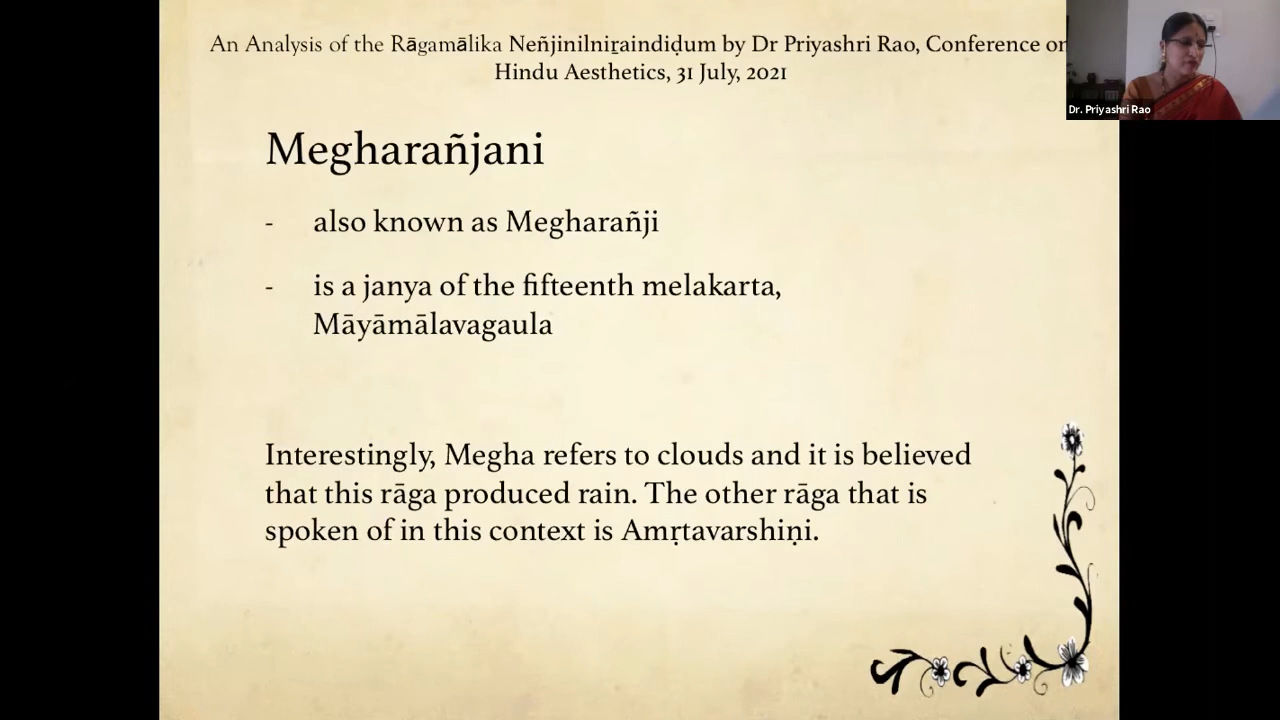 An Analysis of the Rāgamālika Neñjinilniṟaindiḍum by Dr Priyashri Rao, Conference on
Hindu Aesthetics, 31 July, 2021
Dr. Priyashri Rao
Megharañjani
- also known as Megharañji
- is a janya of the fifteenth melakarta,
Māyāmālavagaula
Interestingly, Megha refers to clouds and it is believed
that this rāga produced rain. The other rāga that is
spoken of in this context is Amṛtavarshiṇi.